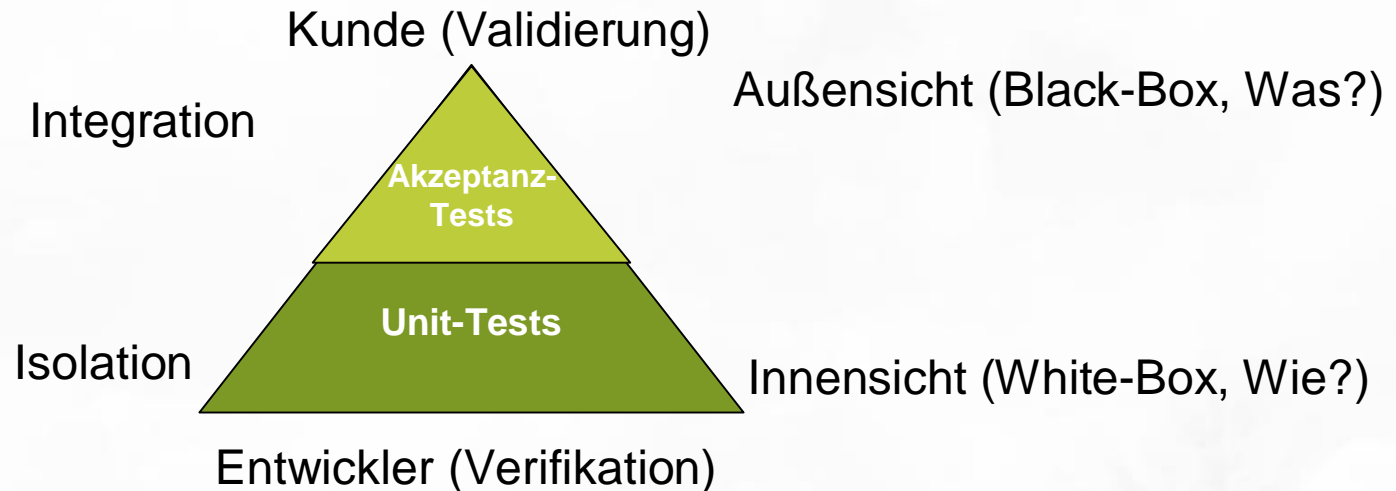 Kunde (Validierung)
Außensicht (Black-Box, Was?)
Integration
Akzeptanz-
Tests
Unit-Tests
Isolation
Innensicht (White-Box, Wie?)
Entwickler (Verifikation)